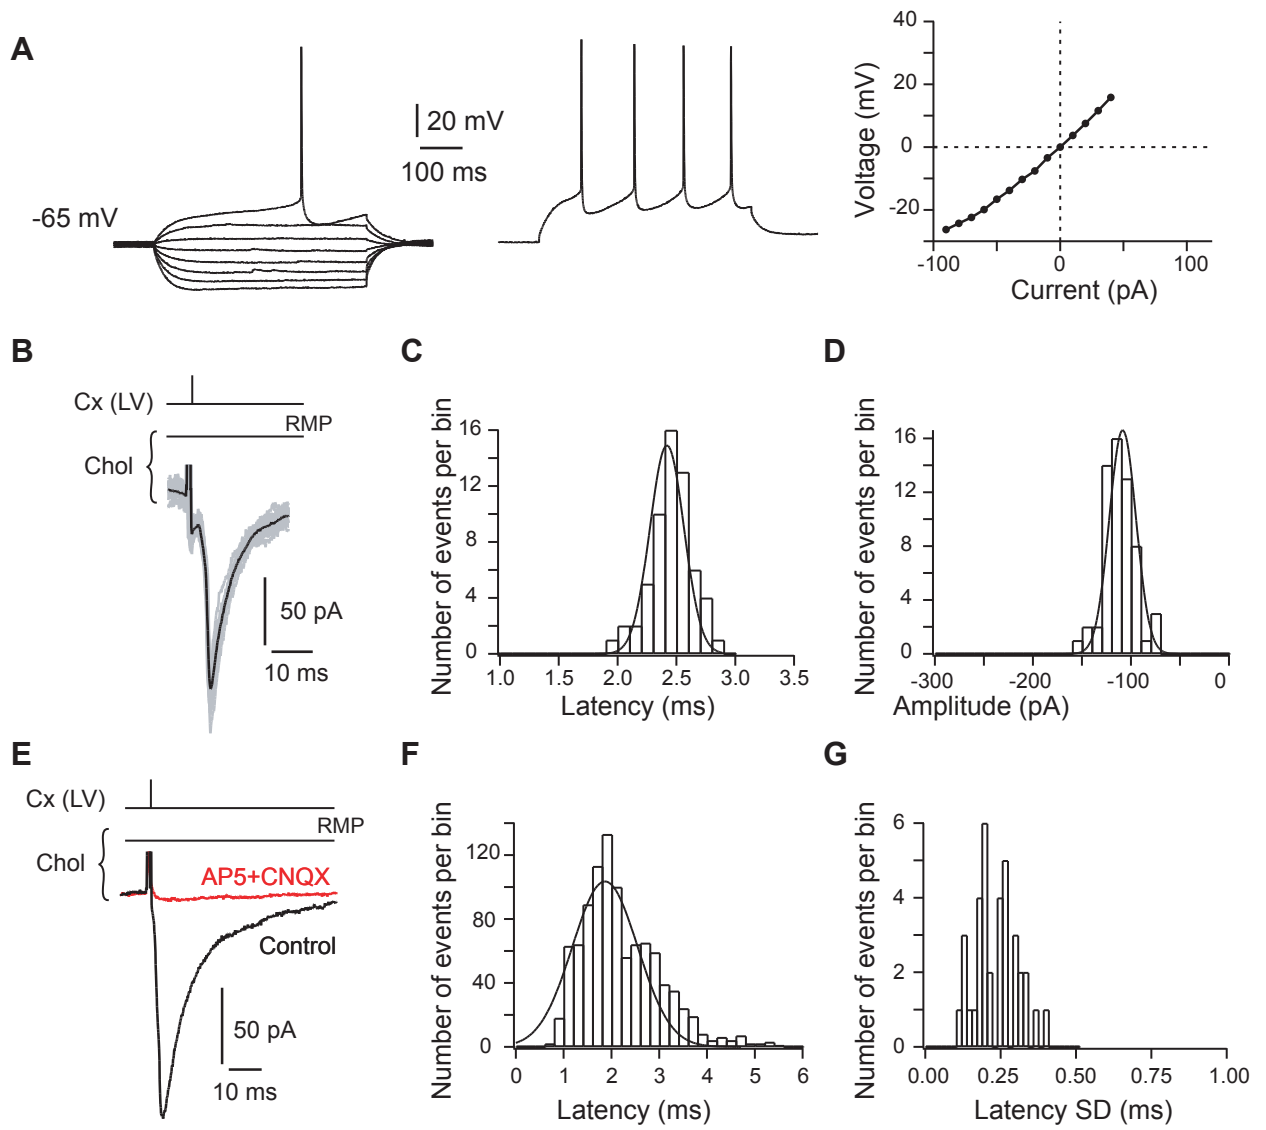 A
-65 mV
20 mV
100 ms
40
20
0
-20
-100
0
100
Voltage (mV)
Current (pA)
B
Cx (LV)
RMP
Chol
50 pA
10 ms
C
Number of events per bin
16
12
8
4
0
1.0
1.5
2.0
2.5
3.0
3.5
Latency (ms)
D
Number of events per bin
16
12
8
4
0
-300
-200
-100
0
Amplitude (pA)
E
Cx (LV)
RMP
Chol
AP5+CNQX
Control
50 pA
10 ms
F
Number of events per bin
120
80
40
0
0
1
2
3
4
5
6
Latency (ms)
G
Number of events per bin
6
4
2
0
0.00
0.25
0.50
0.75
1.00
Latency SD (ms)